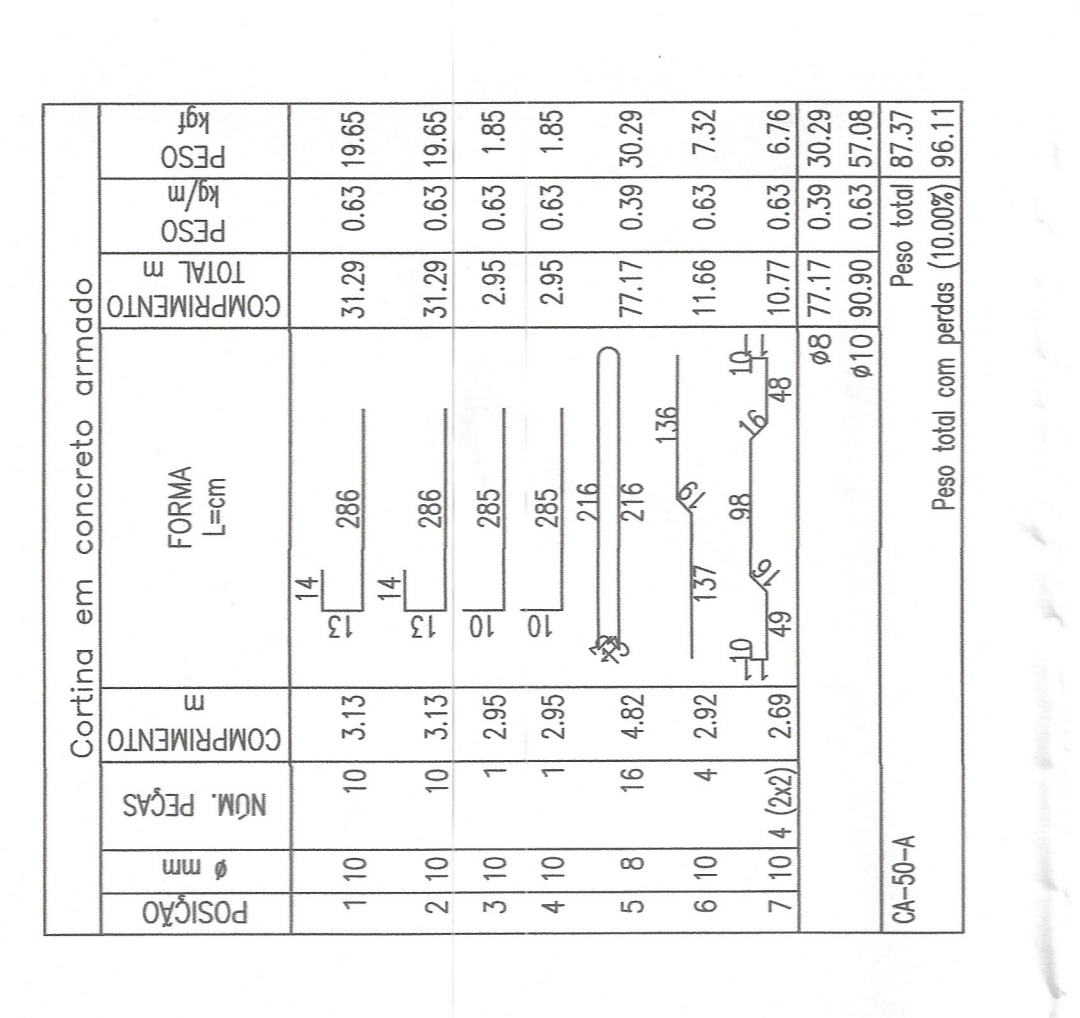 Cortina em concreto armado
POSIÇÃO
Ø mm
NÚM. PEÇAS
COMPRIMENTO
m
FORMA
L=cm
COMPRIMENTO
TOTAL m
PESO
kg/m
PESO
kgf
1 10 10 3.13 14 13 286 31.29 0.63 19.65
2 10 10 3.13 14 13 286 31.29 0.63 19.65
3 10 1 2.95 10 285 2.95 0.63 1.85
4 10 1 2.95 10 285 2.95 0.63 1.85
5 8 16 4.82 216 216 77.17 0.39 30.29
6 10 4 2.92 137 19 136 11.66 0.63 7.32
7 10 4 (2x2) 2.69 11 10 49 16 98 16 48 10 11 10.77 0.63 6.76
ø8 77.17 0.39 30.29
ø10 90.90 0.63 57.08
CA-50-A Peso total 87.37
Peso total com perdas (10.00%) 96.11